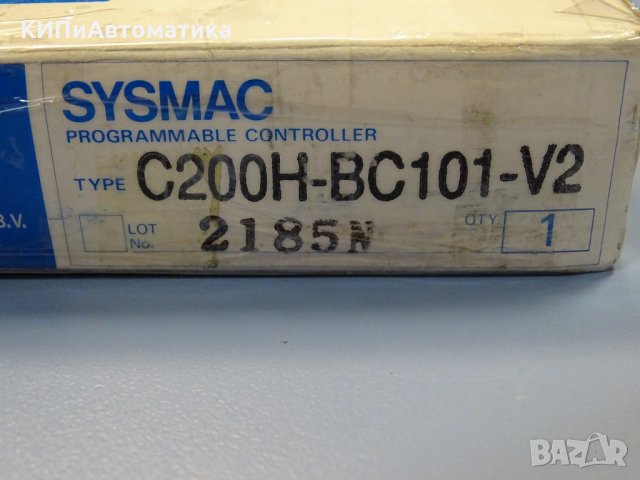 КИПиАвтоматика
SYSMAC
PROGRAMMABLE CONTROLLER
TYPE C200H-BC101-V2
B.V.
LOT No. 2185N QTY 1
BAZAR